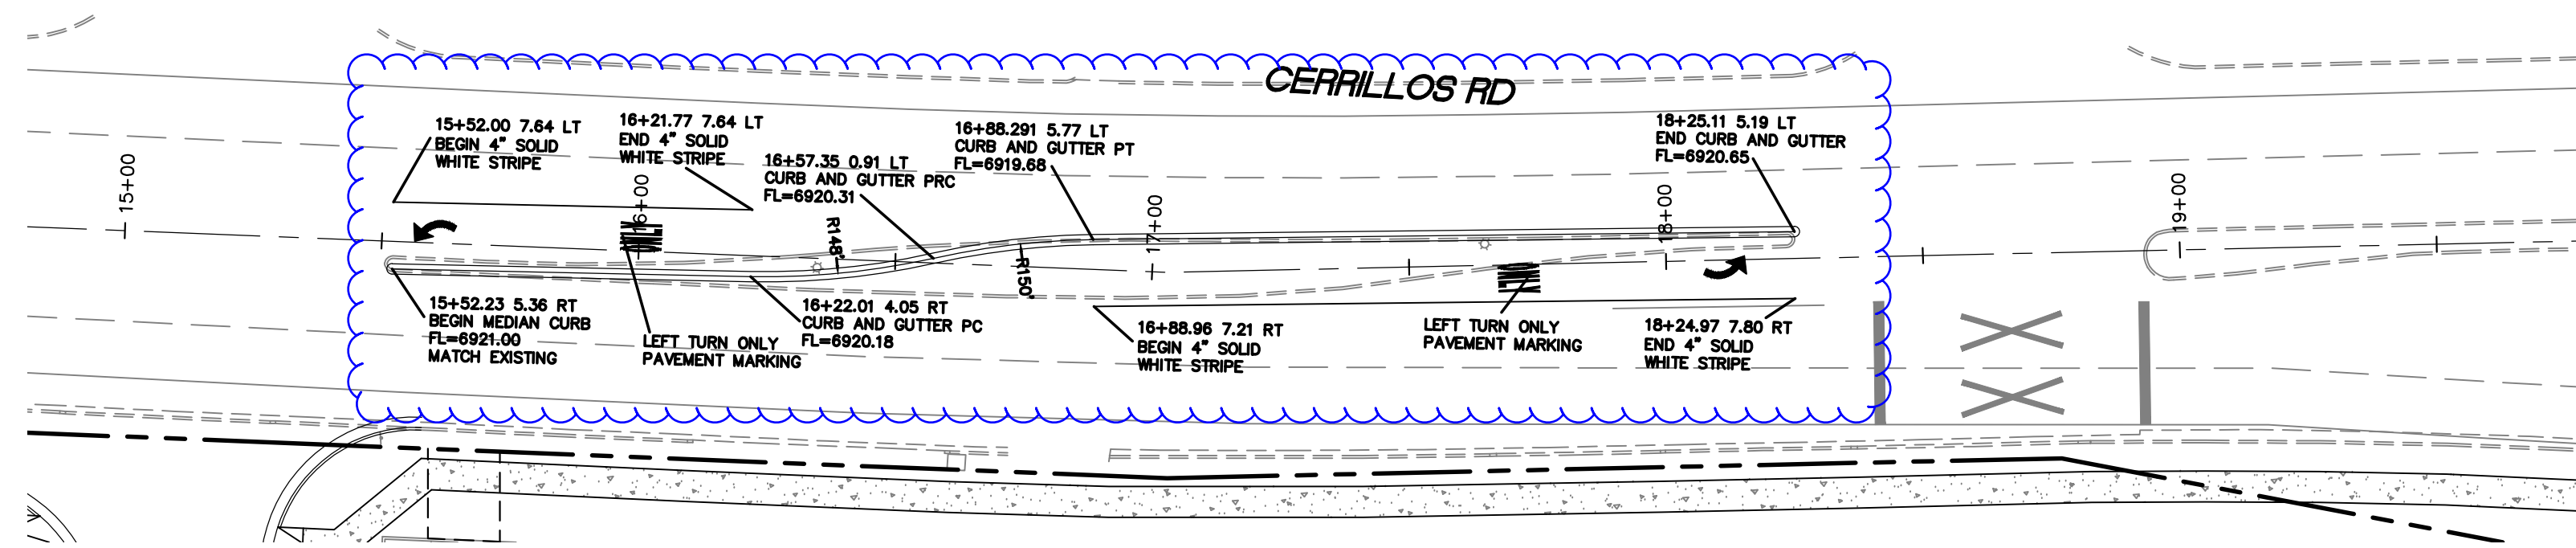 CERRILLOS RD
15+00
15+52.00 7.64 LT
BEGIN 4" SOLID
WHITE STRIPE
16+21.77 7.64 LT
END 4" SOLID
WHITE STRIPE
16+00
16+57.35 0.91 LT
CURB AND GUTTER PRC
FL=6920.31
R148'
16+88.291 5.77 LT
CURB AND GUTTER PT
FL=6919.68
R150'
17+00
18+25.11 5.19 LT
END CURB AND GUTTER
FL=6920.65
18+00
19+00
15+52.23 5.36 RT
BEGIN MEDIAN CURB
FL=6921.00
MATCH EXISTING
LEFT TURN ONLY
PAVEMENT MARKING
16+22.01 4.05 RT
CURB AND GUTTER PC
FL=6920.18
16+88.96 7.21 RT
BEGIN 4" SOLID
WHITE STRIPE
LEFT TURN ONLY
PAVEMENT MARKING
18+24.97 7.80 RT
END 4" SOLID
WHITE STRIPE